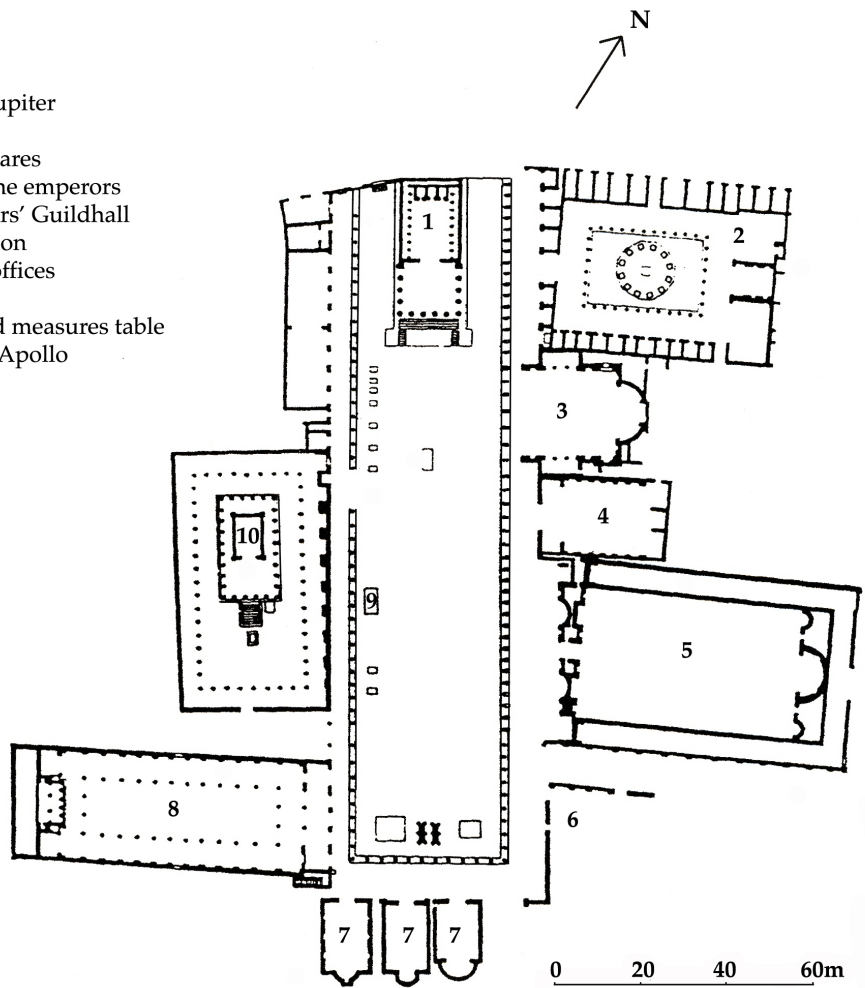 N
upiter
ares
he emperors
rs' Guildhall
on
offices
d measures table
Apollo
1
2
3
4
10
9
5
8
6
7 7 7
0 20 40 60m